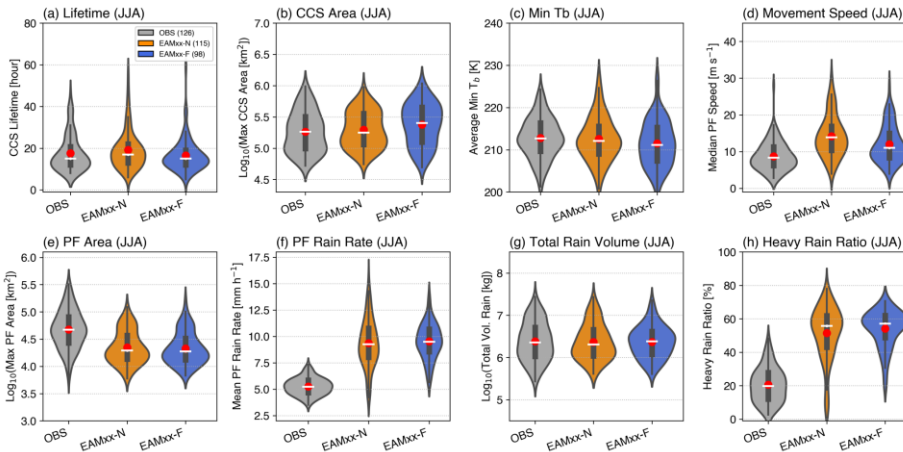 (a) Lifetime (JJA)
CCS Lifetime [hour]
80
60
40
20
0
OBS (126)
EAMxx-N (115)
EAMxx-F (98)
OBS
EAMxx-N
EAMxx-F
(b) CCS Area (JJA)
Log10(Max CCS Area) [km²]
7.0
6.5
6.0
5.5
5.0
4.5
OBS
EAMxx-N
EAMxx-F
(c) Min Tb (JJA)
Average Min Tb [K]
240
230
220
210
200
OBS
EAMxx-N
EAMxx-F
(d) Movement Speed (JJA)
Median PF Speed [m s⁻¹]
40
30
20
10
0
OBS
EAMxx-N
EAMxx-F
(e) PF Area (JJA)
Log10(Max PF Area) [km²]
6.0
5.5
5.0
4.5
4.0
3.5
3.0
OBS
EAMxx-N
EAMxx-F
(f) PF Rain Rate (JJA)
Mean PF Rain Rate [mm h⁻¹]
17.5
15.0
12.5
10.0
7.5
5.0
2.5
OBS
EAMxx-N
EAMxx-F
(g) Total Rain Volume (JJA)
Log10(Total Vol. Rain) [kg]
8
7
6
5
OBS
EAMxx-N
EAMxx-F
(h) Heavy Rain Ratio (JJA)
Heavy Rain Ratio [%]
100
80
60
40
20
0
OBS
EAMxx-N
EAMxx-F